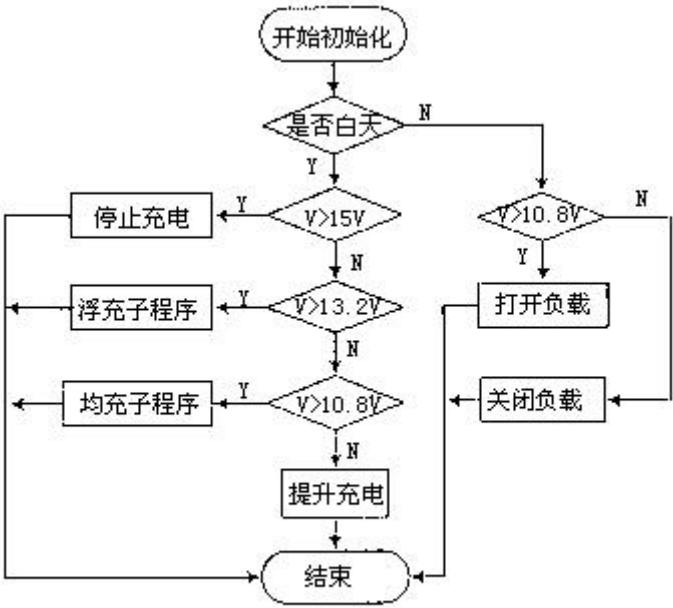 开始初始化
是否白天
N
Y
停止充电
Y
V>15V
V>10.8V
N
N
Y
浮充子程序
Y
V>13.2V
打开负载
N
均充子程序
Y
V>10.8V
关闭负载
N
提升充电
结束